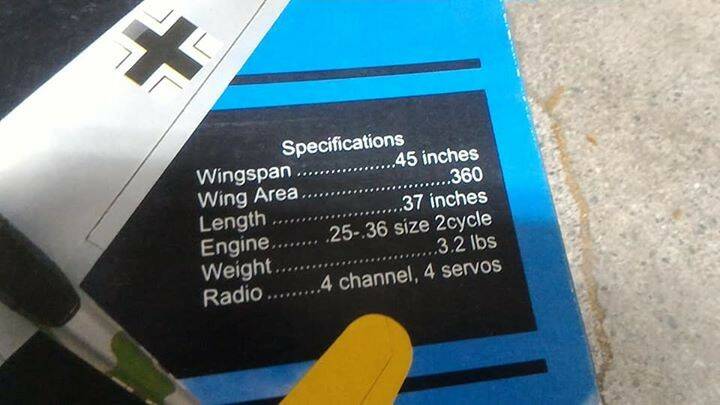 Specifications
Wingspan ..................45 inches
Wing Area...........................360
Length .......................37 inches
Engine........ .25-.36 size 2cycle
Weight.............................3.2 lbs
Radio .........4 channel, 4 servos